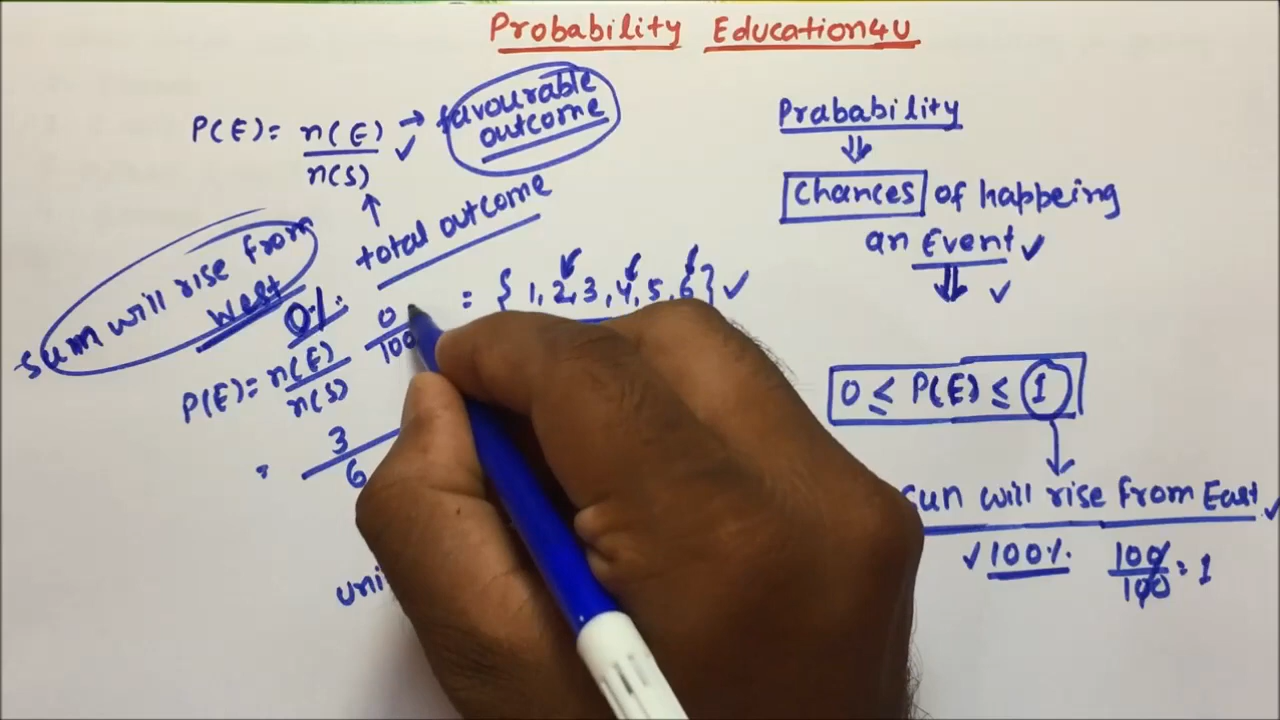 Probability Education4U
P(E) = n(E) → favourable
outcome ✓
n(S)
↑
total outcome
sum will rise from
west
0%
P(E) = n(E)
n(S)
0
100
= { 1, 2, 3, 4, 5, 6 } ✓
= 3
6
Prabability
⇓
Chances of happeing
an Event ✓
⇓ ✓
0 ≤ P(E) ≤ 1
↓
sun will rise from East ✓
✓ 100% 100
100 = 1